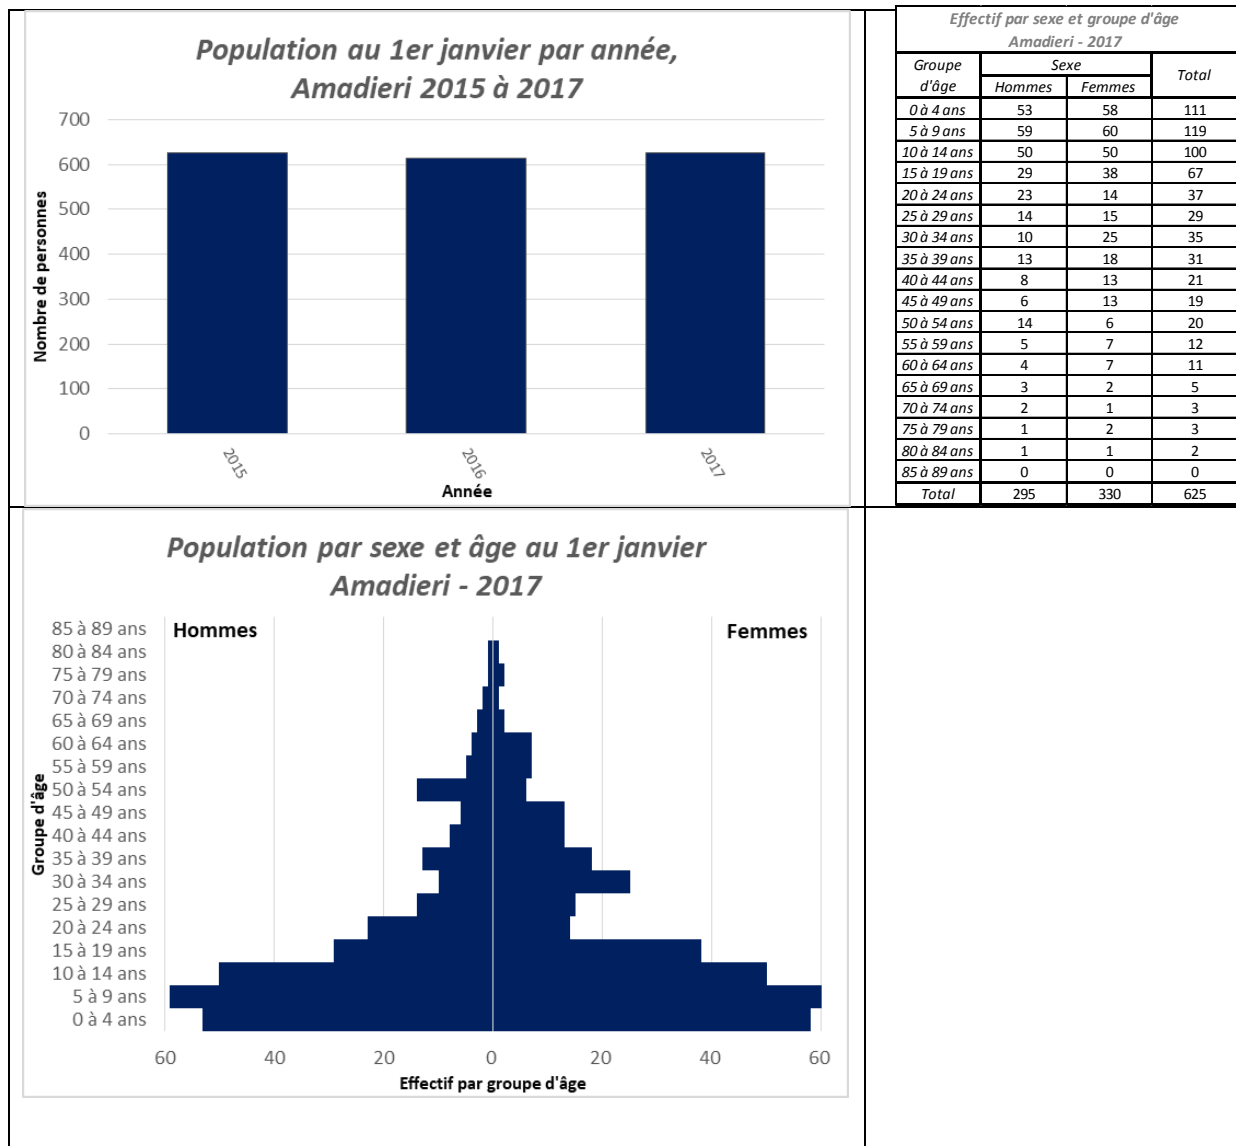 Population au 1er janvier par année,
Amadieri 2015 à 2017
700
600
500
400
300
200
100
0
Nombre de personnes
2015
2016
2017
Année
Effectif par sexe et groupe d'âge
Amadieri - 2017
Groupe d'âge Sexe Total
Hommes Femmes
0 à 4 ans 53 58 111
5 à 9 ans 59 60 119
10 à 14 ans 50 50 100
15 à 19 ans 29 38 67
20 à 24 ans 23 14 37
25 à 29 ans 14 15 29
30 à 34 ans 10 25 35
35 à 39 ans 13 18 31
40 à 44 ans 8 13 21
45 à 49 ans 6 13 19
50 à 54 ans 14 6 20
55 à 59 ans 5 7 12
60 à 64 ans 4 7 11
65 à 69 ans 3 2 5
70 à 74 ans 2 1 3
75 à 79 ans 1 2 3
80 à 84 ans 1 1 2
85 à 89 ans 0 0 0
Total 295 330 625
Population par sexe et âge au 1er janvier
Amadieri - 2017
Hommes Femmes
85 à 89 ans
80 à 84 ans
75 à 79 ans
70 à 74 ans
65 à 69 ans
60 à 64 ans
55 à 59 ans
50 à 54 ans
45 à 49 ans
40 à 44 ans
35 à 39 ans
30 à 34 ans
25 à 29 ans
20 à 24 ans
15 à 19 ans
10 à 14 ans
5 à 9 ans
0 à 4 ans
Groupe d'âge
60 40 20 0 20 40 60
Effectif par groupe d'âge